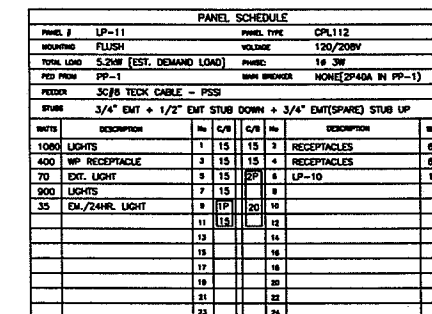 PANEL SCHEDULE
PANEL # LP-11 PANEL TYPE CPL112
MOUNTING FLUSH VOLTAGE 120/208V
TOTAL LOAD 5.2kW [EST. DEMAND LOAD] PHASE: 1ø 3W
FED FROM PP-1 MAIN BREAKER NONE[2P40A IN PP-1)
FEEDER 3C#8 TECK CABLE - PSSI
STUBS 3/4" EMT + 1/2" EMT STUB DOWN + 3/4" EMT(SPARE) STUB UP
WATTS DESCRIPTION No C/B C/B No DESCRIPTION
1080 LIGHTS 1 15 15 2 RECEPTACLES
400 WP RECEPTACLE 3 15 15 4 RECEPTACLES
70 EXT. LIGHT 5 15 2P 6 LP-10
900 LIGHTS 7 15 8
35 EM./24HR. LIGHT 9 1P 20 10
11 15 12
13 14
15 16
17 18
19 20
21 22
23 24